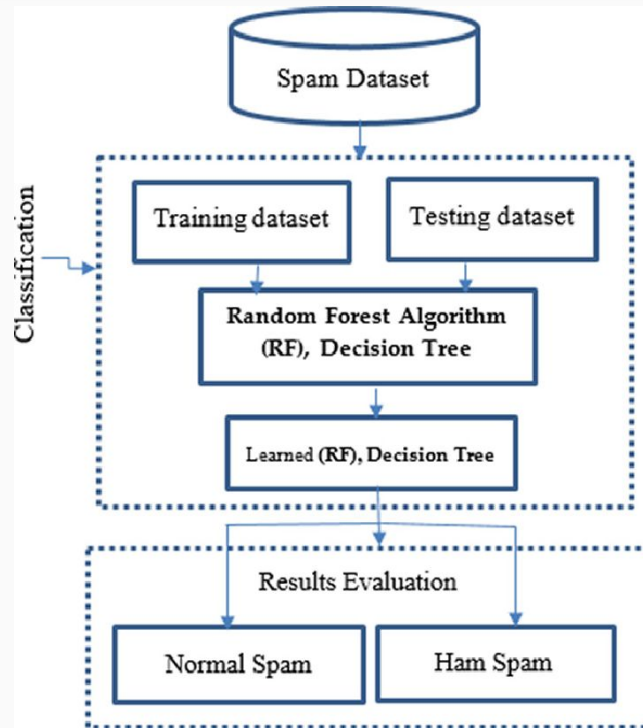 Spam Dataset
Classification
Training dataset
Testing dataset
Random Forest Algorithm
(RF), Decision Tree
Learned (RF), Decision Tree
Results Evaluation
Normal Spam
Ham Spam